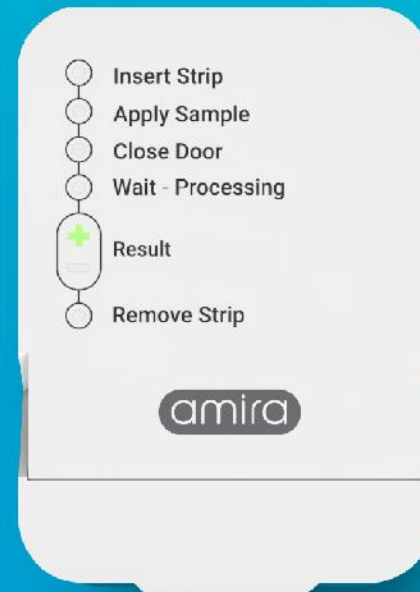 Insert Strip
Apply Sample
Close Door
Wait - Processing
Result
Remove Strip
amira